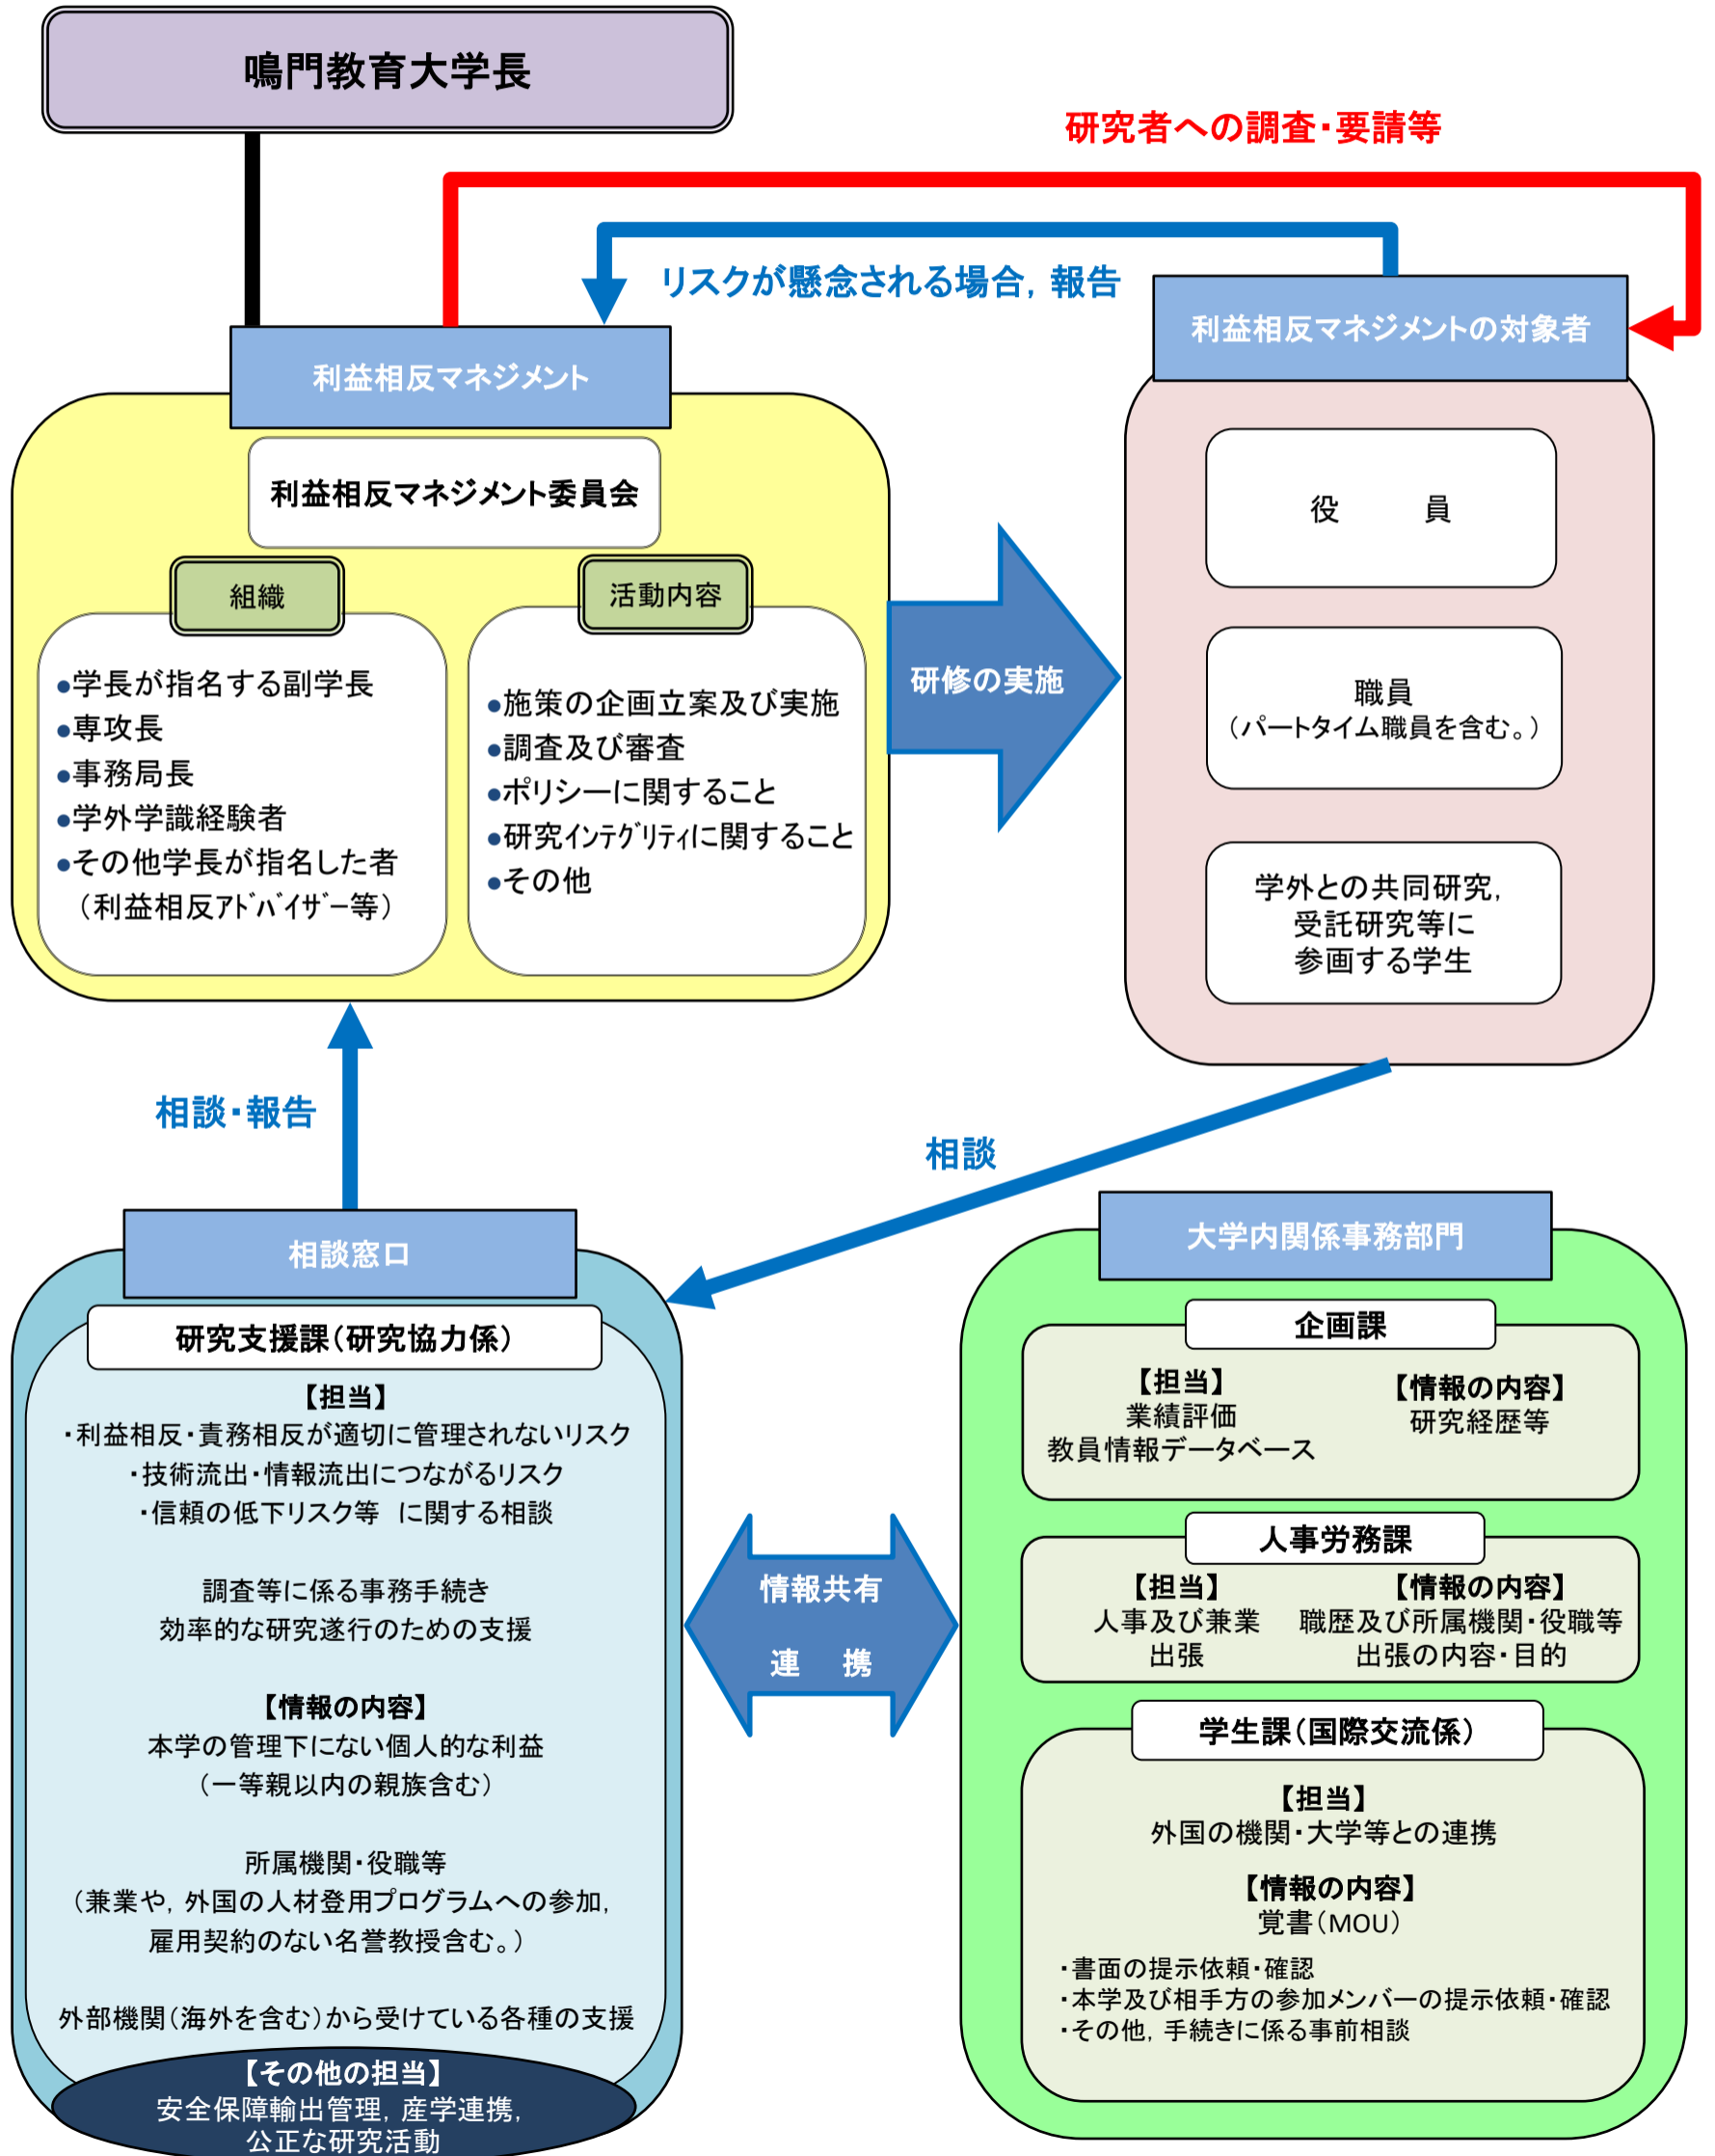 鳴門教育大学長
研究者への調査・要請等
リスクが懸念される場合，報告
利益相反マネジメント
利益相反マネジメント委員会
組織
●学長が指名する副学長
●専攻長
●事務局長
●学外学識経験者
●その他学長が指名した者
（利益相反ｱﾄﾞﾊﾞｲｻﾞｰ等）
活動内容
●施策の企画立案及び実施
●調査及び審査
●ポリシーに関すること
●研究ｲﾝﾃｸﾞﾘﾃｨに関すること
●その他
研修の実施
利益相反マネジメントの対象者
役　　員
職員
（パートタイム職員を含む。）
学外との共同研究，
受託研究等に
参画する学生
相談・報告
相談
相談窓口
研究支援課（研究協力係）
【担当】
・利益相反・責務相反が適切に管理されないリスク
・技術流出・情報流出につながるリスク
・信頼の低下リスク等　に関する相談
調査等に係る事務手続き
効率的な研究遂行のための支援
【情報の内容】
本学の管理下にない個人的な利益
（一等親以内の親族含む）
所属機関・役職等
（兼業や，外国の人材登用プログラムへの参加，
雇用契約のない名誉教授含む。）
外部機関（海外を含む）から受けている各種の支援
【その他の担当】
安全保障輸出管理，産学連携，
公正な研究活動
情報共有
連　携
大学内関係事務部門
企画課
【担当】
業績評価
教員情報データベース
【情報の内容】
研究経歴等
人事労務課
【担当】
人事及び兼業
出張
【情報の内容】
職歴及び所属機関・役職等
出張の内容・目的
学生課（国際交流係）
【担当】
外国の機関・大学等との連携
【情報の内容】
覚書（MOU）
・書面の提示依頼・確認
・本学及び相手方の参加メンバーの提示依頼・確認
・その他，手続きに係る事前相談